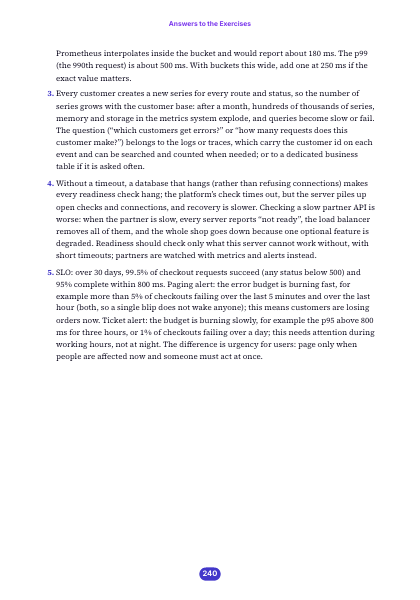 Answers to the Exercises
Prometheus interpolates inside the bucket and would report about 180 ms. The p99
(the 990th request) is about 500 ms. With buckets this wide, add one at 250 ms if the
exact value matters.
3. Every customer creates a new series for every route and status, so the number of
series grows with the customer base: after a month, hundreds of thousands of series,
memory and storage in the metrics system explode, and queries become slow or fail.
The question (“which customers get errors?” or “how many requests does this
customer make?”) belongs to the logs or traces, which carry the customer id on each
event and can be searched and counted when needed; or to a dedicated business
table if it is asked often.
4. Without a timeout, a database that hangs (rather than refusing connections) makes
every readiness check hang; the platform’s check times out, but the server piles up
open checks and connections, and recovery is slower. Checking a slow partner API is
worse: when the partner is slow, every server reports “not ready”, the load balancer
removes all of them, and the whole shop goes down because one optional feature is
degraded. Readiness should check only what this server cannot work without, with
short timeouts; partners are watched with metrics and alerts instead.
5. SLO: over 30 days, 99.5% of checkout requests succeed (any status below 500) and
95% complete within 800 ms. Paging alert: the error budget is burning fast, for
example more than 5% of checkouts failing over the last 5 minutes and over the last
hour (both, so a single blip does not wake anyone); this means customers are losing
orders now. Ticket alert: the budget is burning slowly, for example the p95 above 800
ms for three hours, or 1% of checkouts failing over a day; this needs attention during
working hours, not at night. The difference is urgency for users: page only when
people are affected now and someone must act at once.
240